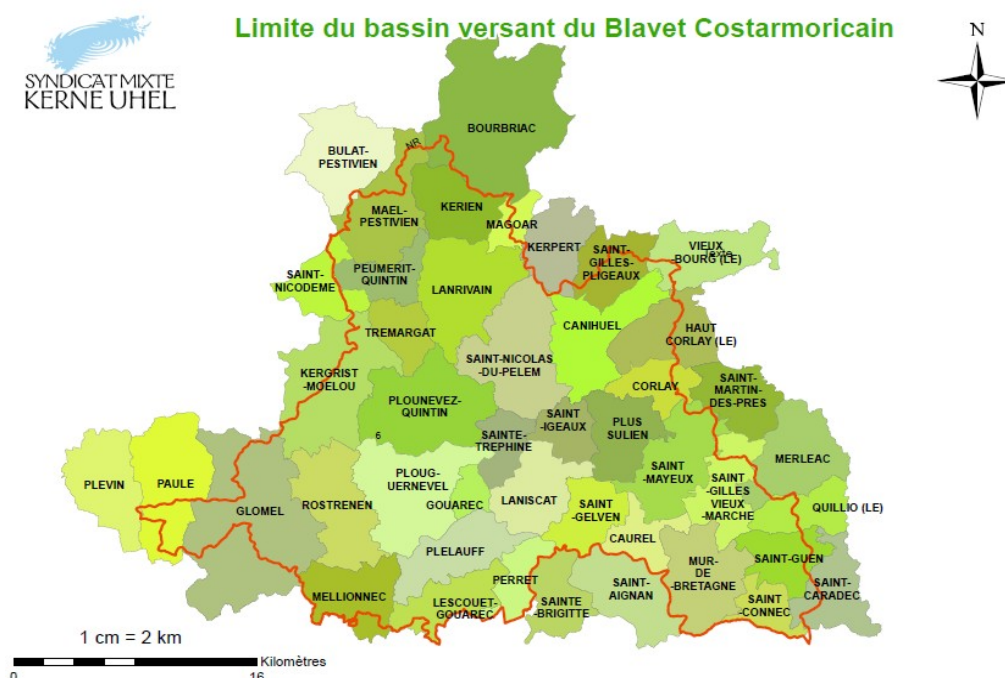 Limite du bassin versant du Blavet Costarmoricain
N
SYNDICAT MIXTE
KERNE UHEL
BOURBRIAC
NR
BULAT-
PESTIVIEN
MAEL-
PESTIVIEN
KERIEN
MAGOAR
KERPERT
SAINT-
GILLES-
PLIGEAUX
VIEUX
BOURG (LE)
Texte
SAINT-
NICODEME
PEUMERIT-
QUINTIN
LANRIVAIN
TREMARGAT
CANIHUEL
HAUT
CORLAY (LE)
KERGRIST
-MOELOU
SAINT-NICOLAS
-DU-PELEM
CORLAY
SAINT-
MARTIN-
DES-PRES
PLOUNEVEZ-
QUINTIN
6
SAINTE-
TREPHINE
SAINT
-IGEAUX
PLUS
SULIEN
MERLEAC
PLEVIN
PAULE
GLOMEL
ROSTRENEN
PLOUG-
UERNEVEL
GOUAREC
LANISCAT
SAINT
-MAYEUX
SAINT
-GILLES
VIEUX
-MARCHE
QUILLIO (LE)
SAINT
-GELVEN
CAUREL
PLELAUFF
MUR-
DE
-BRETAGNE
SAINT-GUEN
SAINT-
CARADEC
MELLIONNEC
LESCOUET-
GOUAREC
PERRET
SAINTE
-BRIGITTE
SAINT-
AIGNAN
SAINT
-CONNEC
1 cm = 2 km
Kilomètres
0
16